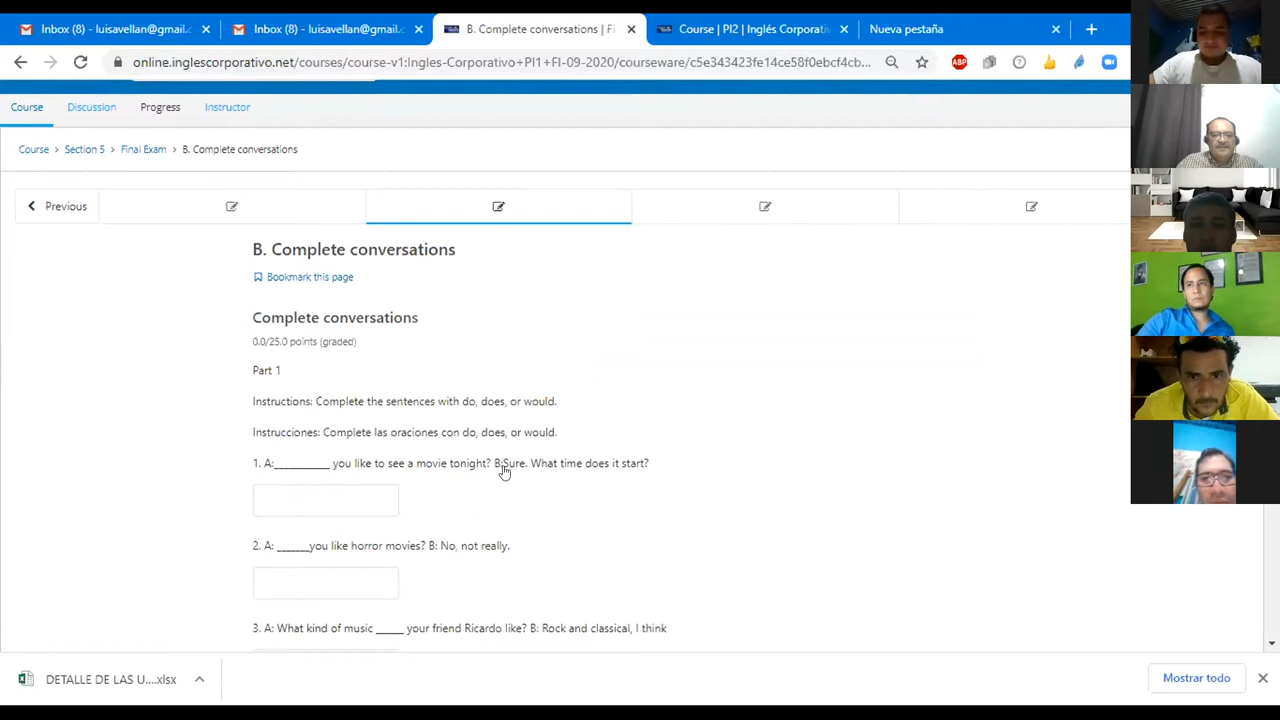 Inbox (8) - luisavellan@gmail.c
Inbox (8) - luisavellan@gmail.c
B. Complete conversations | Fi
Course | PI2 | Inglés Corporativ
Nueva pestaña
online.inglescorporativo.net/courses/course-v1:Ingles-Corporativo+PI1+FI-09-2020/courseware/c5e343423fe14ce58f0ebcf4cb...
ABP
Course
Discussion
Progress
Instructor
Course > Section 5 > Final Exam > B. Complete conversations
Previous
B. Complete conversations
Bookmark this page
Complete conversations
0.0/25.0 points (graded)
Part 1
Instructions: Complete the sentences with do, does, or would.
Instrucciones: Complete las oraciones con do, does, or would.
1. A:___________ you like to see a movie tonight? B:Sure. What time does it start?
2. A: _______you like horror movies? B: No, not really.
3. A: What kind of music _____ your friend Ricardo like? B: Rock and classical, I think
DETALLE DE LAS U....xlsx
Mostrar todo